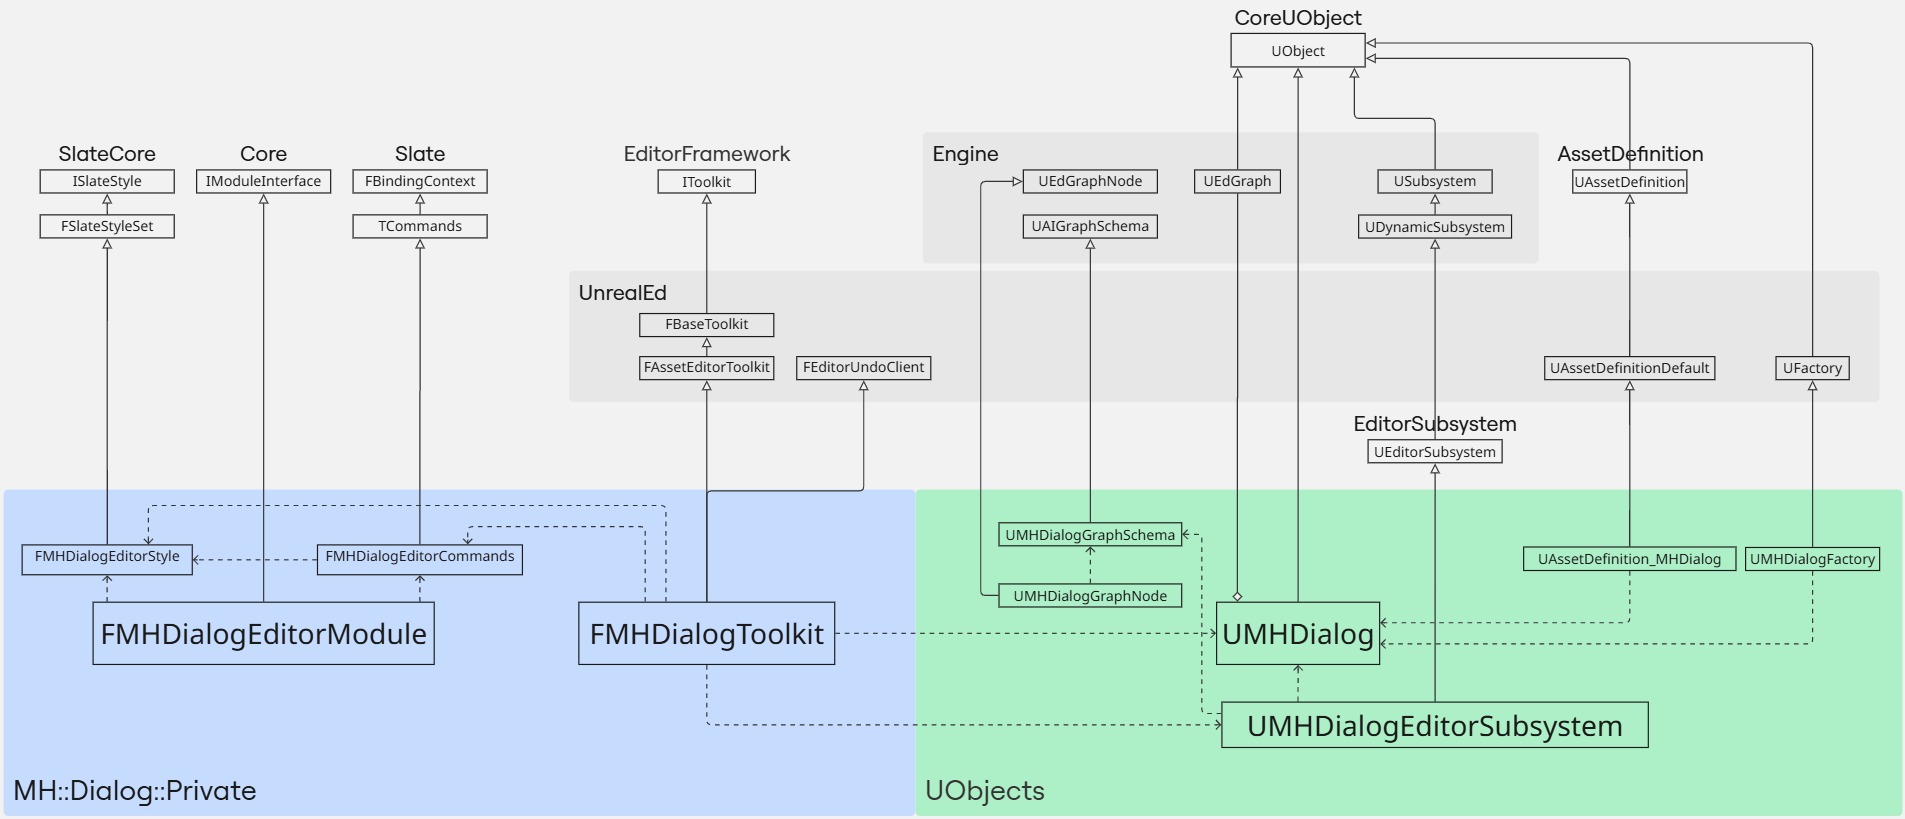 CoreUObject
UObject
SlateCore
Core
Slate
EditorFramework
Engine
AssetDefinition
ISlateStyle
IModuleInterface
FBindingContext
IToolkit
UEdGraphNode
UEdGraph
USubsystem
UAssetDefinition
FSlateStyleSet
TCommands
UAIGraphSchema
UDynamicSubsystem
UnrealEd
FBaseToolkit
FAssetEditorToolkit
FEditorUndoClient
UAssetDefinitionDefault
UFactory
EditorSubsystem
UEditorSubsystem
UMHDialogGraphSchema
FMHDialogEditorStyle
FMHDialogEditorCommands
UAssetDefinition_MHDialog
UMHDialogFactory
UMHDialogGraphNode
FMHDialogEditorModule
FMHDialogToolkit
UMHDialog
UMHDialogEditorSubsystem
MH::Dialog::Private
UObjects